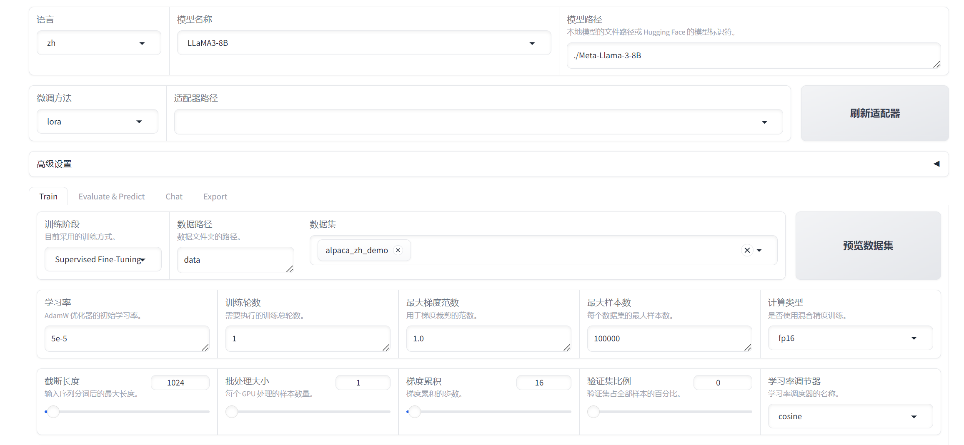 语言
zh
模型名称
LLaMA3-8B
模型路径
本地模型的文件路径或 Hugging Face 的模型标识符。
./Meta-Llama-3-8B
微调方法
lora
适配器路径
刷新适配器
高级设置
Train Evaluate & Predict Chat Export
训练阶段
目前采用的训练方式。
Supervised Fine-Tuning
数据路径
数据文件夹的路径。
data
数据集
alpaca_zh_demo
预览数据集
学习率
AdamW 优化器的初始学习率。
5e-5
训练轮数
需要执行的训练总轮数。
1
最大梯度范数
用于梯度裁剪的范数。
1.0
最大样本数
每个数据集的最大样本数。
100000
计算类型
是否使用混合精度训练。
fp16
截断长度
1024
输入序列分词后的最大长度。
批处理大小
1
每个 GPU 处理的样本数量。
梯度累积
16
梯度累积的步数。
验证集比例
0
验证集占全部样本的百分比。
学习率调节器
学习率调度器的名称。
cosine